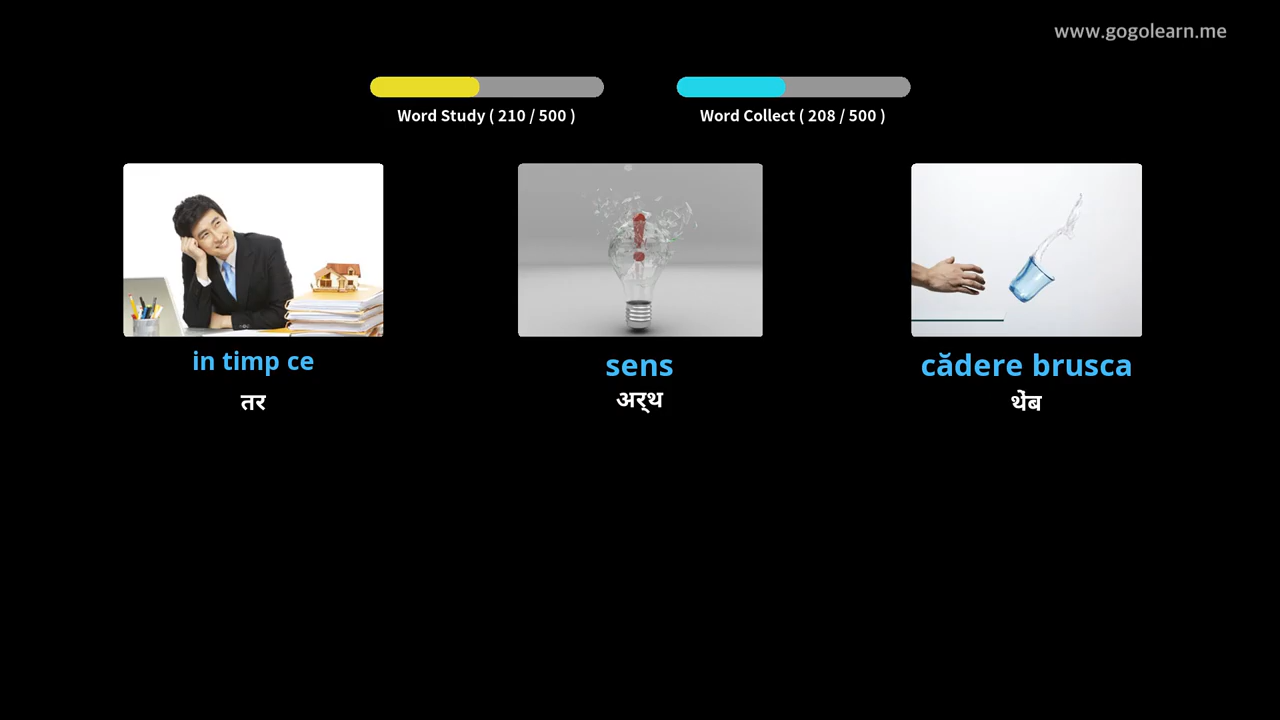 www.gogolearn.me
Word Study ( 210 / 500 )
Word Collect ( 208 / 500 )
in timp ce
sens
cădere brusca
तर
अर्‍थ
थेंब